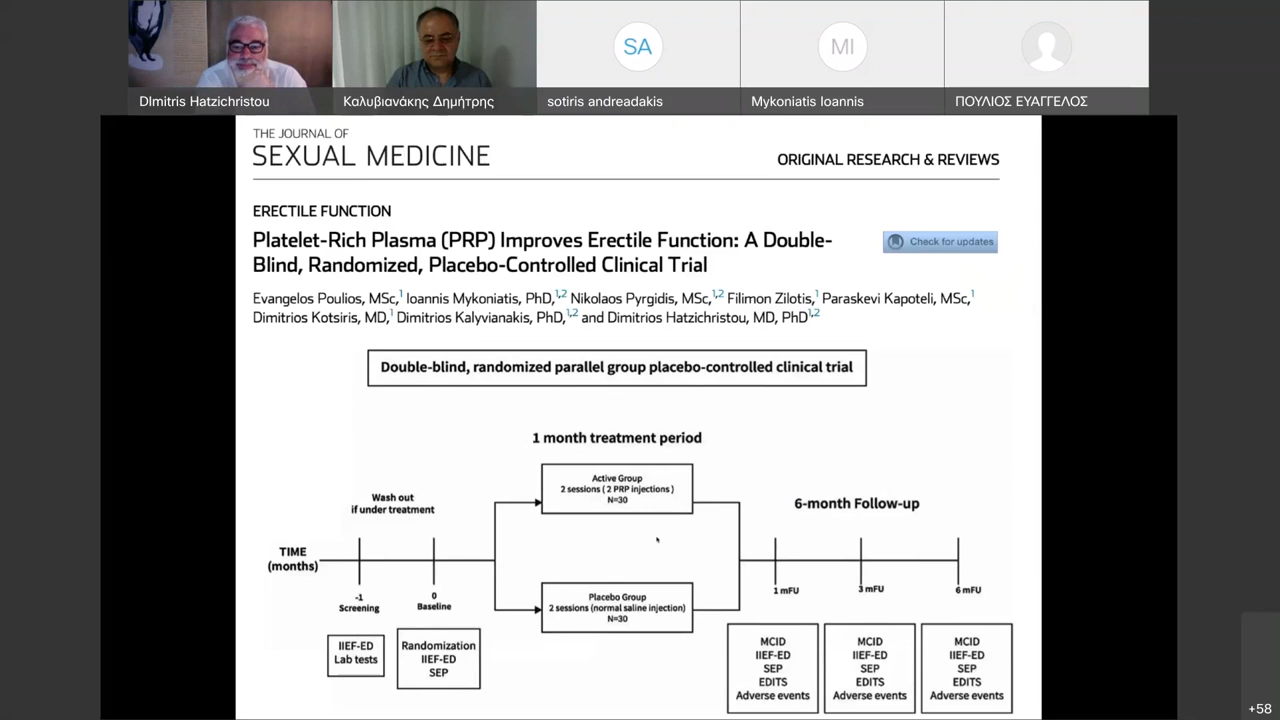 SA
MI
DImitris Hatzichristou
Καλυβιανάκης Δημήτρης
sotiris andreadakis
Mykoniatis Ioannis
ΠΟΥΛΙΟΣ ΕΥΑΓΓΕΛΟΣ
THE JOURNAL OF
SEXUAL MEDICINE
ORIGINAL RESEARCH & REVIEWS
ERECTILE FUNCTION
Platelet-Rich Plasma (PRP) Improves Erectile Function: A Double-
Blind, Randomized, Placebo-Controlled Clinical Trial
Check for updates
Evangelos Poulios, MSc,¹ Ioannis Mykoniatis, PhD,¹,² Nikolaos Pyrgidis, MSc,¹,² Filimon Zilotis,¹ Paraskevi Kapoteli, MSc,¹
Dimitrios Kotsiris, MD,¹ Dimitrios Kalyvianakis, PhD,¹,² and Dimitrios Hatzichristou, MD, PhD¹,²
Double-blind, randomized parallel group placebo-controlled clinical trial
1 month treatment period
Active Group
2 sessions ( 2 PRP injections )
N=30
Wash out
if under treatment
6-month Follow-up
TIME
(months)
-1
Screening
0
Baseline
Placebo Group
2 sessions (normal saline injection)
N=30
1 mFU
3 mFU
6 mFU
IIEF-ED
Lab tests
Randomization
IIEF-ED
SEP
MCID
IIEF-ED
SEP
EDITS
Adverse events
MCID
IIEF-ED
SEP
EDITS
Adverse events
MCID
IIEF-ED
SEP
EDITS
Adverse events
+58